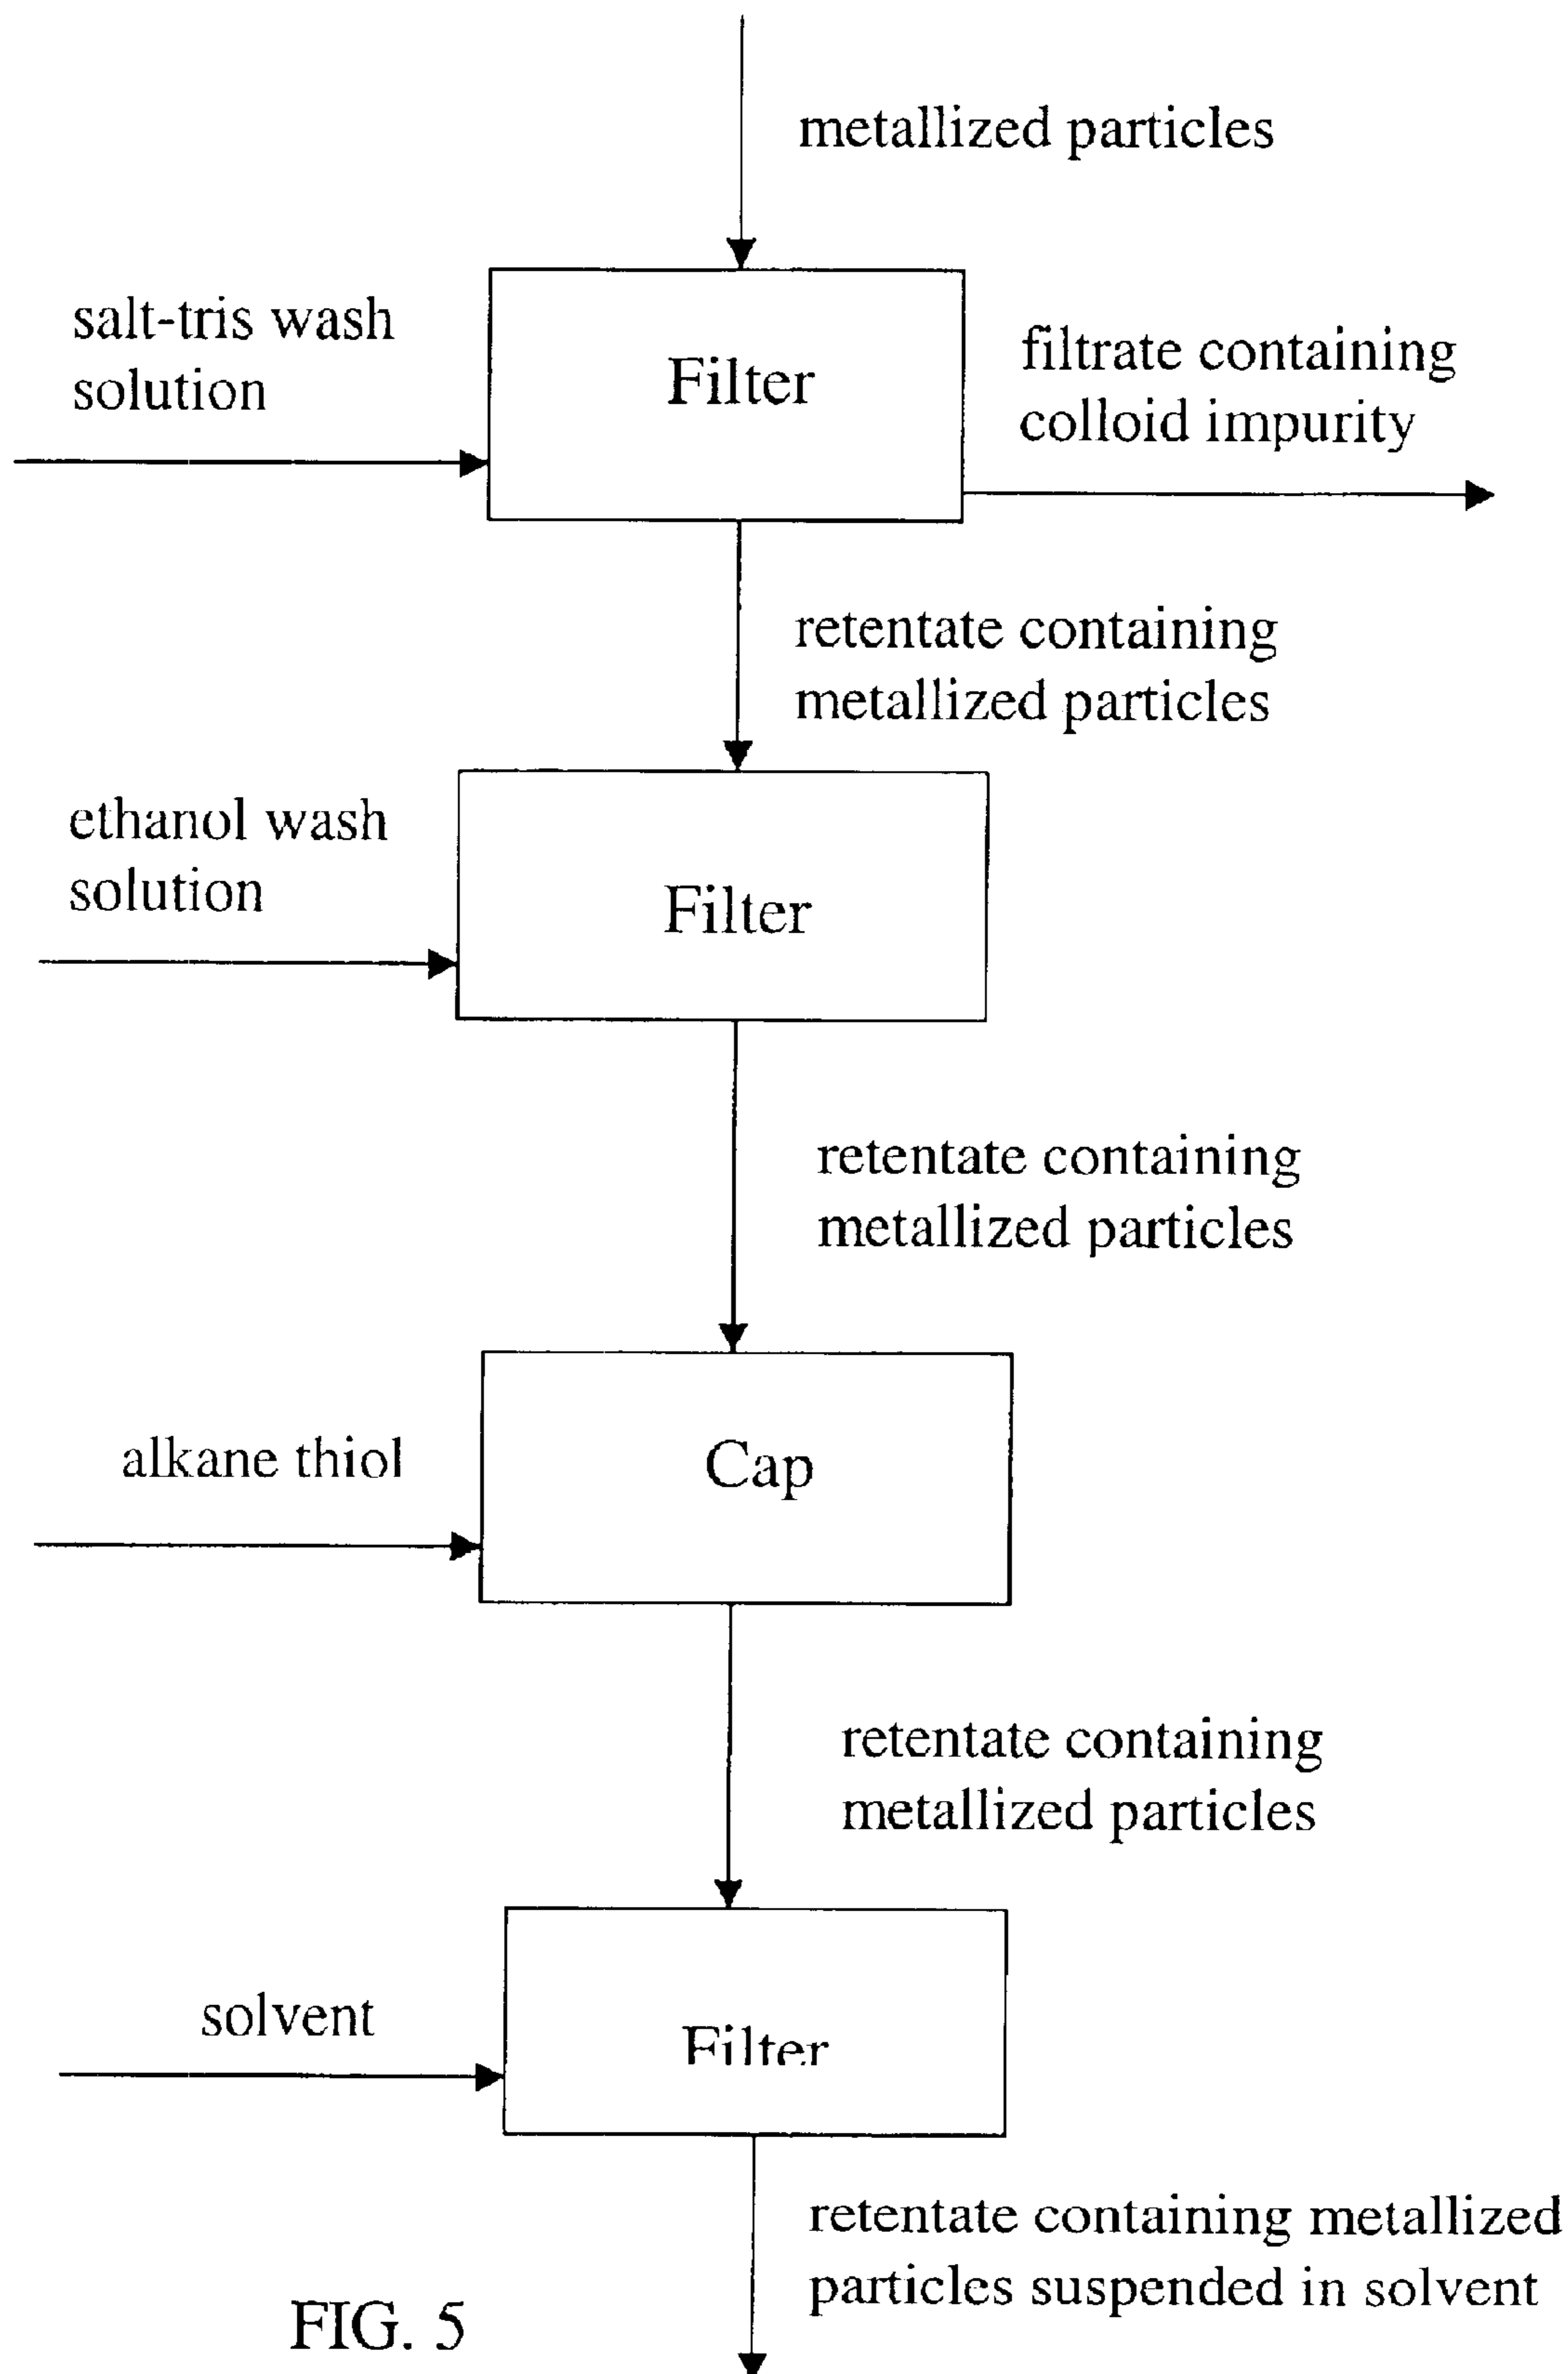 metallized particles
salt-tris wash
solution
Filter
filtrate containing
colloid impurity
retentate containing
metallized particles
ethanol wash
solution
Filter
retentate containing
metallized particles
alkane thiol
Cap
retentate containing
metallized particles
solvent
Filter
retentate containing metallized
particles suspended in solvent
FIG. 5